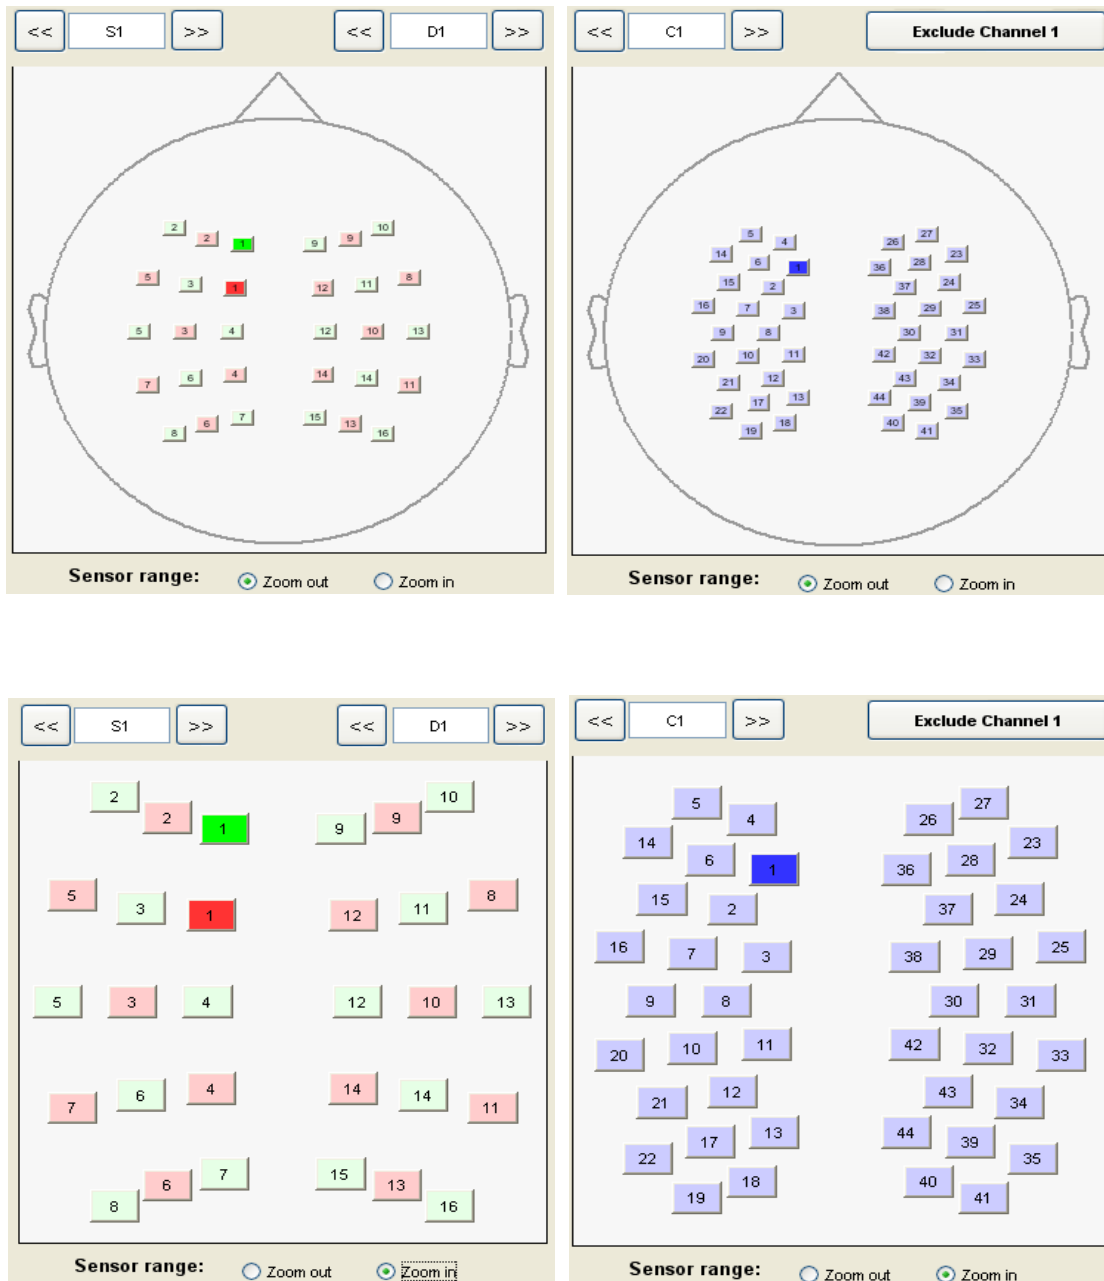 << S1 >> << D1 >>
2 10
2 1 9 9
5 3 1 12 11 8
5 3 4 12 10 13
7 6 4 14 14 11
8 6 7 15 13 16
Sensor range: Zoom out Zoom in
<< C1 >> Exclude Channel 1
5 4 26 27
14 6 1 36 28 23
15 2 37 24
16 7 3 38 29 25
9 8 30 31
20 10 11 42 32 33
21 12 43 34
22 17 13 44 39 35
19 18 40 41
Sensor range: Zoom out Zoom in
<< S1 >> << D1 >>
2 10
2 1 9 9
5 3 1 12 11 8
5 3 4 12 10 13
7 6 4 14 14 11
8 6 7 15 13 16
Sensor range: Zoom out Zoom in
<< C1 >> Exclude Channel 1
5 4 26 27
14 6 1 36 28 23
15 2 37 24
16 7 3 38 29 25
9 8 30 31
20 10 11 42 32 33
21 12 43 34
22 17 13 44 39 35
19 18 40 41
Sensor range: Zoom out Zoom in